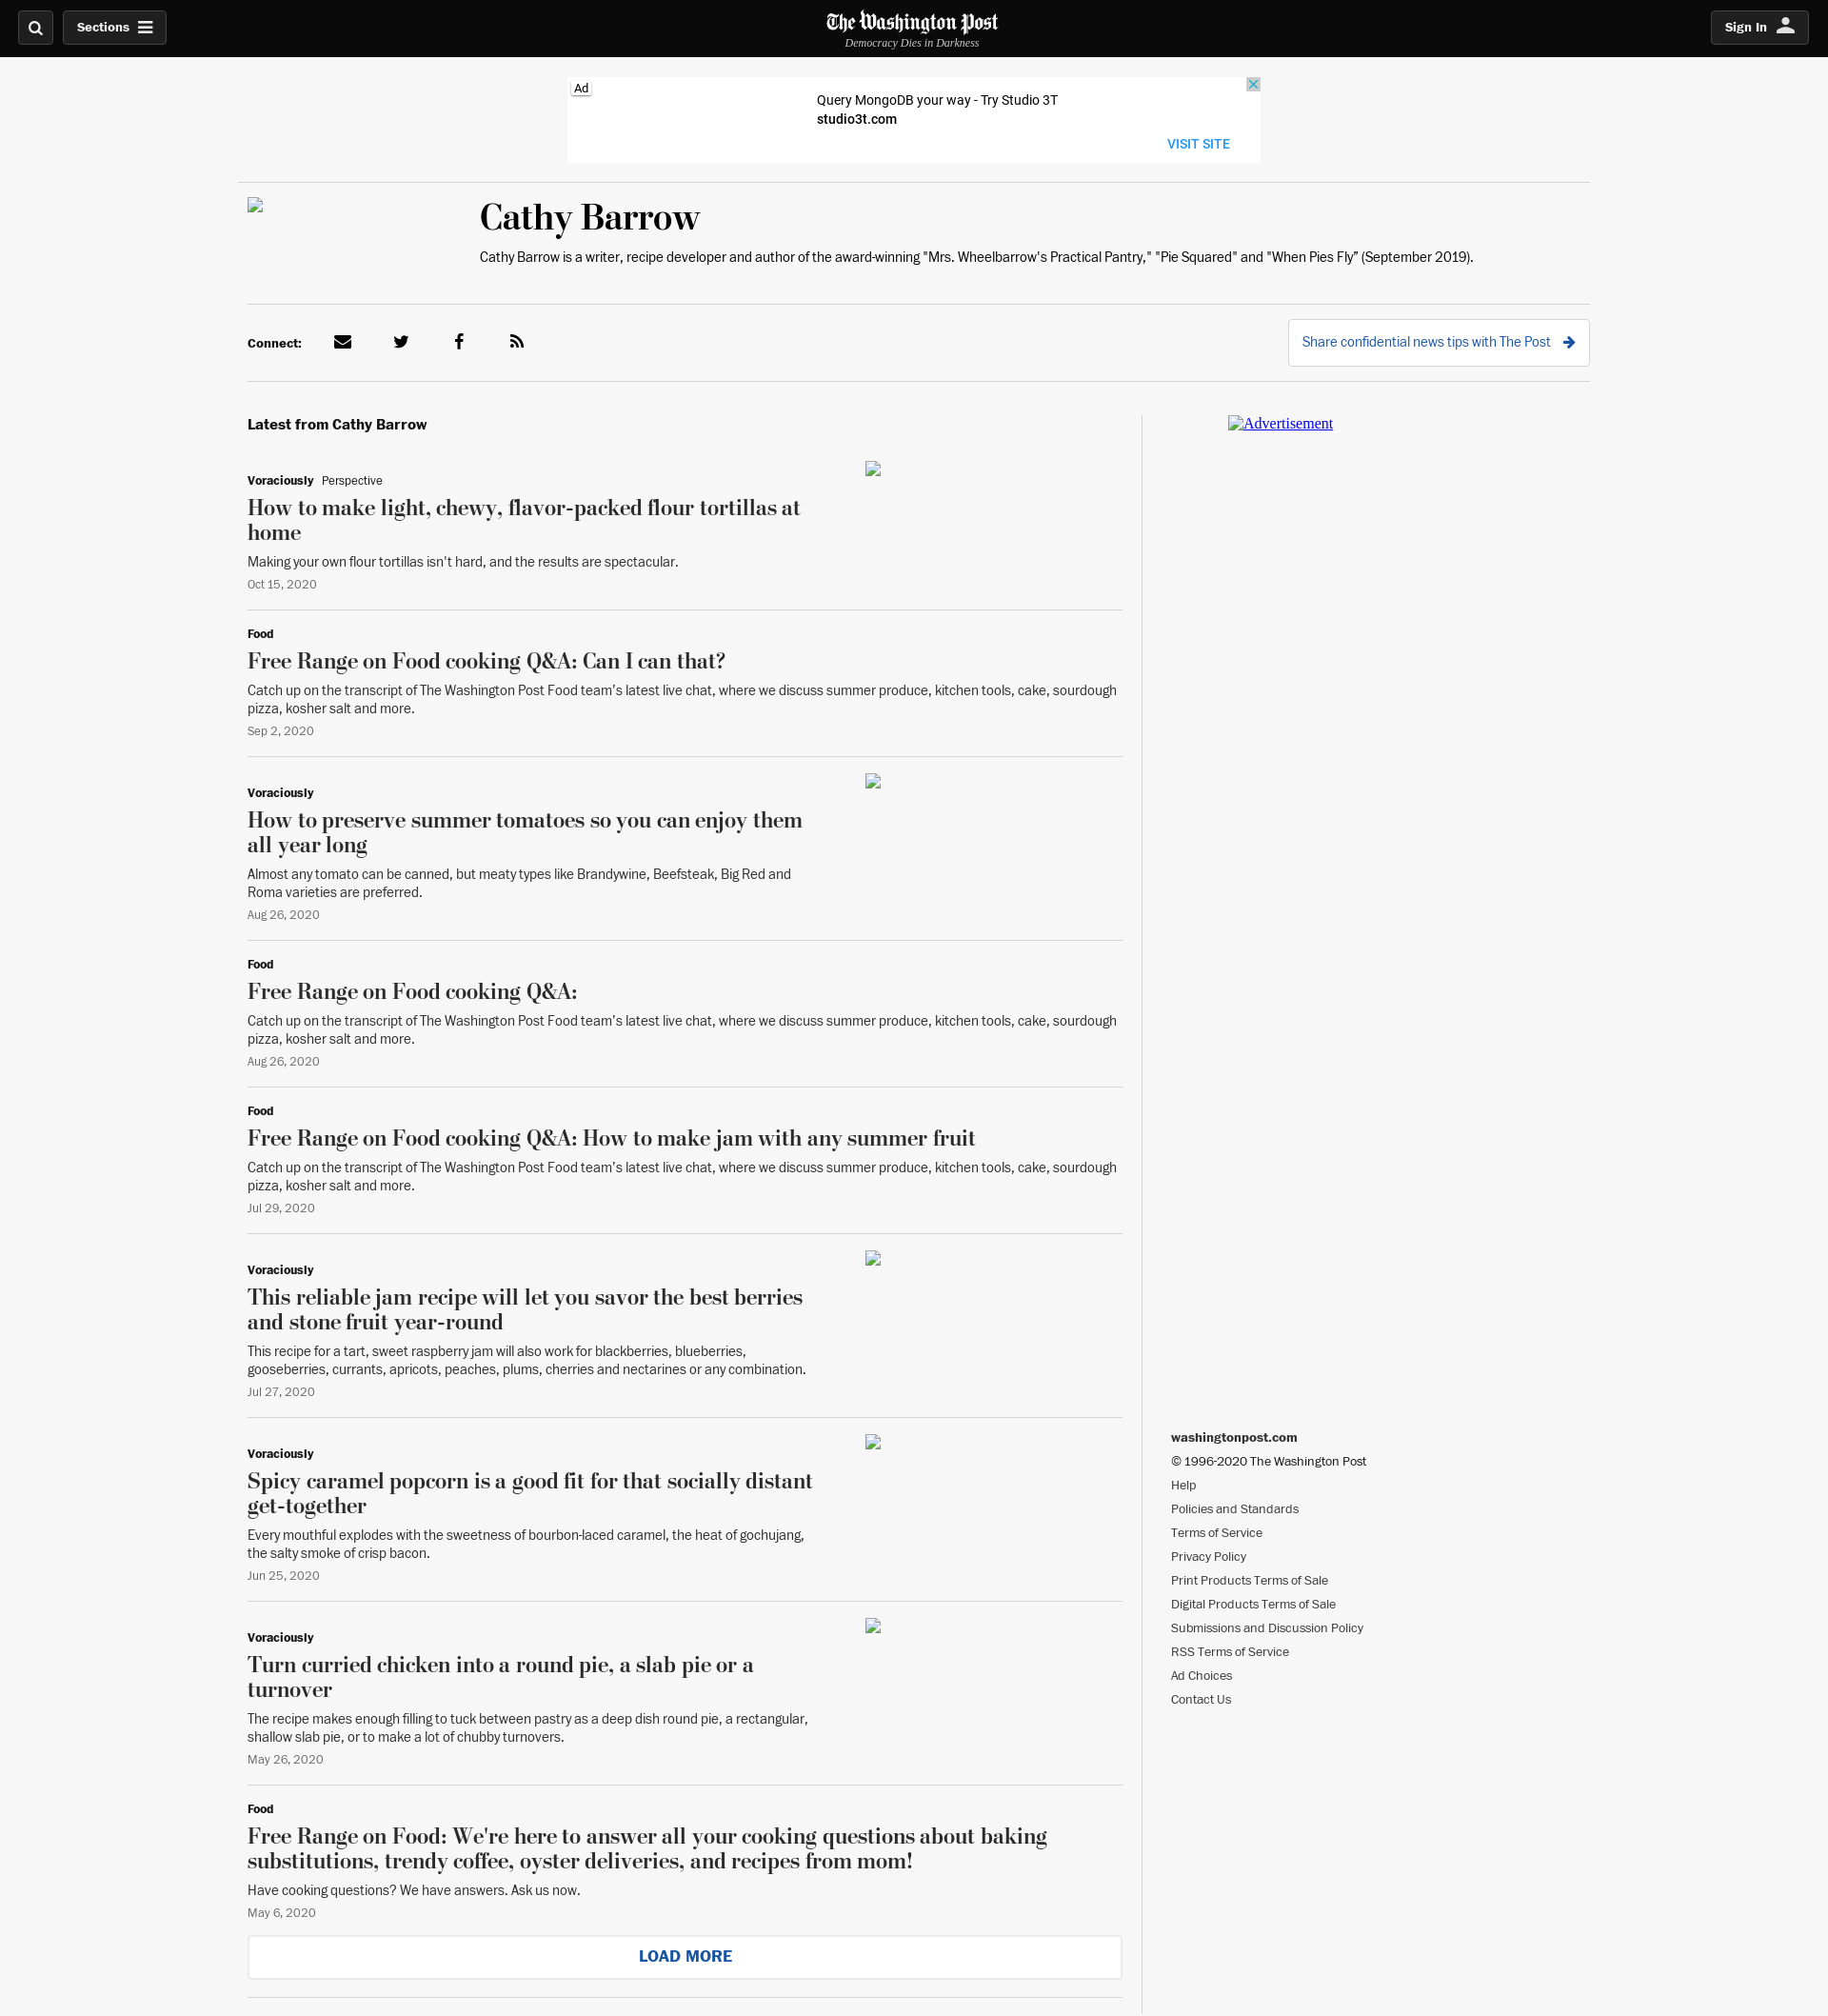 Sections
The Washington Post
Democracy Dies in Darkness
Sign In
Ad
Query MongoDB your way - Try Studio 3T
studio3t.com
VISIT SITE
Cathy Barrow
Cathy Barrow is a writer, recipe developer and author of the award-winning "Mrs. Wheelbarrow's Practical Pantry," "Pie Squared" and "When Pies Fly” (September 2019).
Connect:
Share confidential news tips with The Post
Latest from Cathy Barrow
Advertisement
Voraciously Perspective
How to make light, chewy, flavor-packed flour tortillas at
home
Making your own flour tortillas isn't hard, and the results are spectacular.
Oct 15, 2020
Food
Free Range on Food cooking Q&A: Can I can that?
Catch up on the transcript of The Washington Post Food team’s latest live chat, where we discuss summer produce, kitchen tools, cake, sourdough
pizza, kosher salt and more.
Sep 2, 2020
Voraciously
How to preserve summer tomatoes so you can enjoy them
all year long
Almost any tomato can be canned, but meaty types like Brandywine, Beefsteak, Big Red and
Roma varieties are preferred.
Aug 26, 2020
Food
Free Range on Food cooking Q&A:
Catch up on the transcript of The Washington Post Food team’s latest live chat, where we discuss summer produce, kitchen tools, cake, sourdough
pizza, kosher salt and more.
Aug 26, 2020
Food
Free Range on Food cooking Q&A: How to make jam with any summer fruit
Catch up on the transcript of The Washington Post Food team’s latest live chat, where we discuss summer produce, kitchen tools, cake, sourdough
pizza, kosher salt and more.
Jul 29, 2020
Voraciously
This reliable jam recipe will let you savor the best berries
and stone fruit year-round
This recipe for a tart, sweet raspberry jam will also work for blackberries, blueberries,
gooseberries, currants, apricots, peaches, plums, cherries and nectarines or any combination.
Jul 27, 2020
Voraciously
Spicy caramel popcorn is a good fit for that socially distant
get-together
Every mouthful explodes with the sweetness of bourbon-laced caramel, the heat of gochujang,
the salty smoke of crisp bacon.
Jun 25, 2020
Voraciously
Turn curried chicken into a round pie, a slab pie or a
turnover
The recipe makes enough filling to tuck between pastry as a deep dish round pie, a rectangular,
shallow slab pie, or to make a lot of chubby turnovers.
May 26, 2020
Food
Free Range on Food: We're here to answer all your cooking questions about baking
substitutions, trendy coffee, oyster deliveries, and recipes from mom!
Have cooking questions? We have answers. Ask us now.
May 6, 2020
LOAD MORE
washingtonpost.com
© 1996-2020 The Washington Post
Help
Policies and Standards
Terms of Service
Privacy Policy
Print Products Terms of Sale
Digital Products Terms of Sale
Submissions and Discussion Policy
RSS Terms of Service
Ad Choices
Contact Us